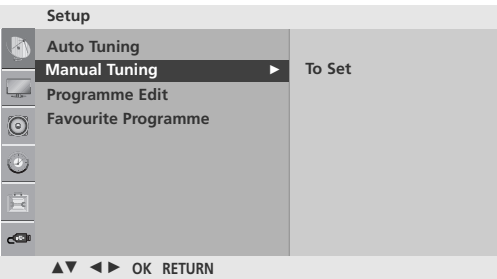 Setup
Auto Tuning
Manual Tuning ► To Set
Programme Edit
Favourite Programme
▲▼ ◄► OK RETURN